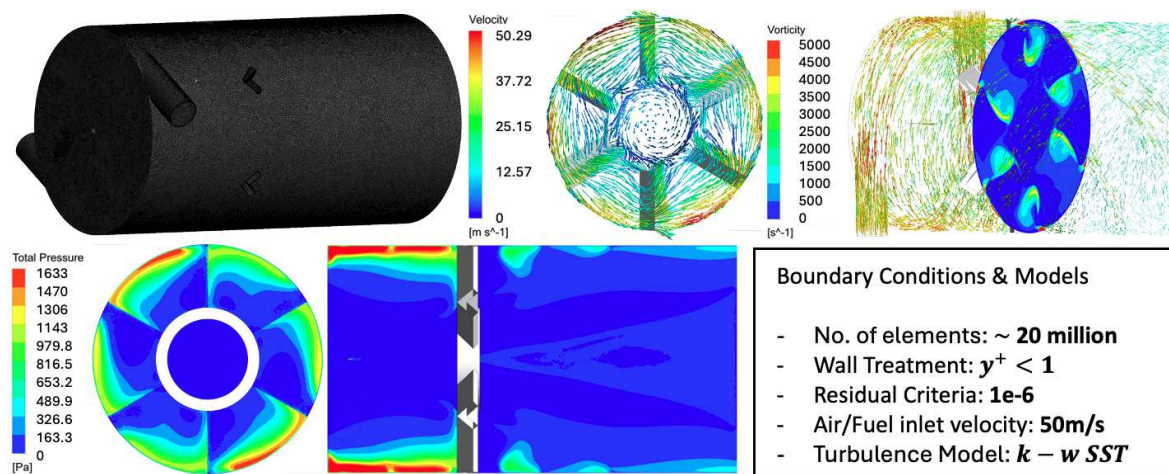 Velocity
50.29
37.72
25.15
12.57
0
[m s^-1]
Vorticity
5000
4500
4000
3500
3000
2500
2000
1500
1000
500
0
[s^-1]
Total Pressure
1633
1470
1306
1143
979.8
816.5
653.2
489.9
326.6
163.3
0
[Pa]
Boundary Conditions & Models
- No. of elements: ~ 20 million
- Wall Treatment: y⁺ < 1
- Residual Criteria: 1e-6
- Air/Fuel inlet velocity: 50m/s
- Turbulence Model: k − w SST